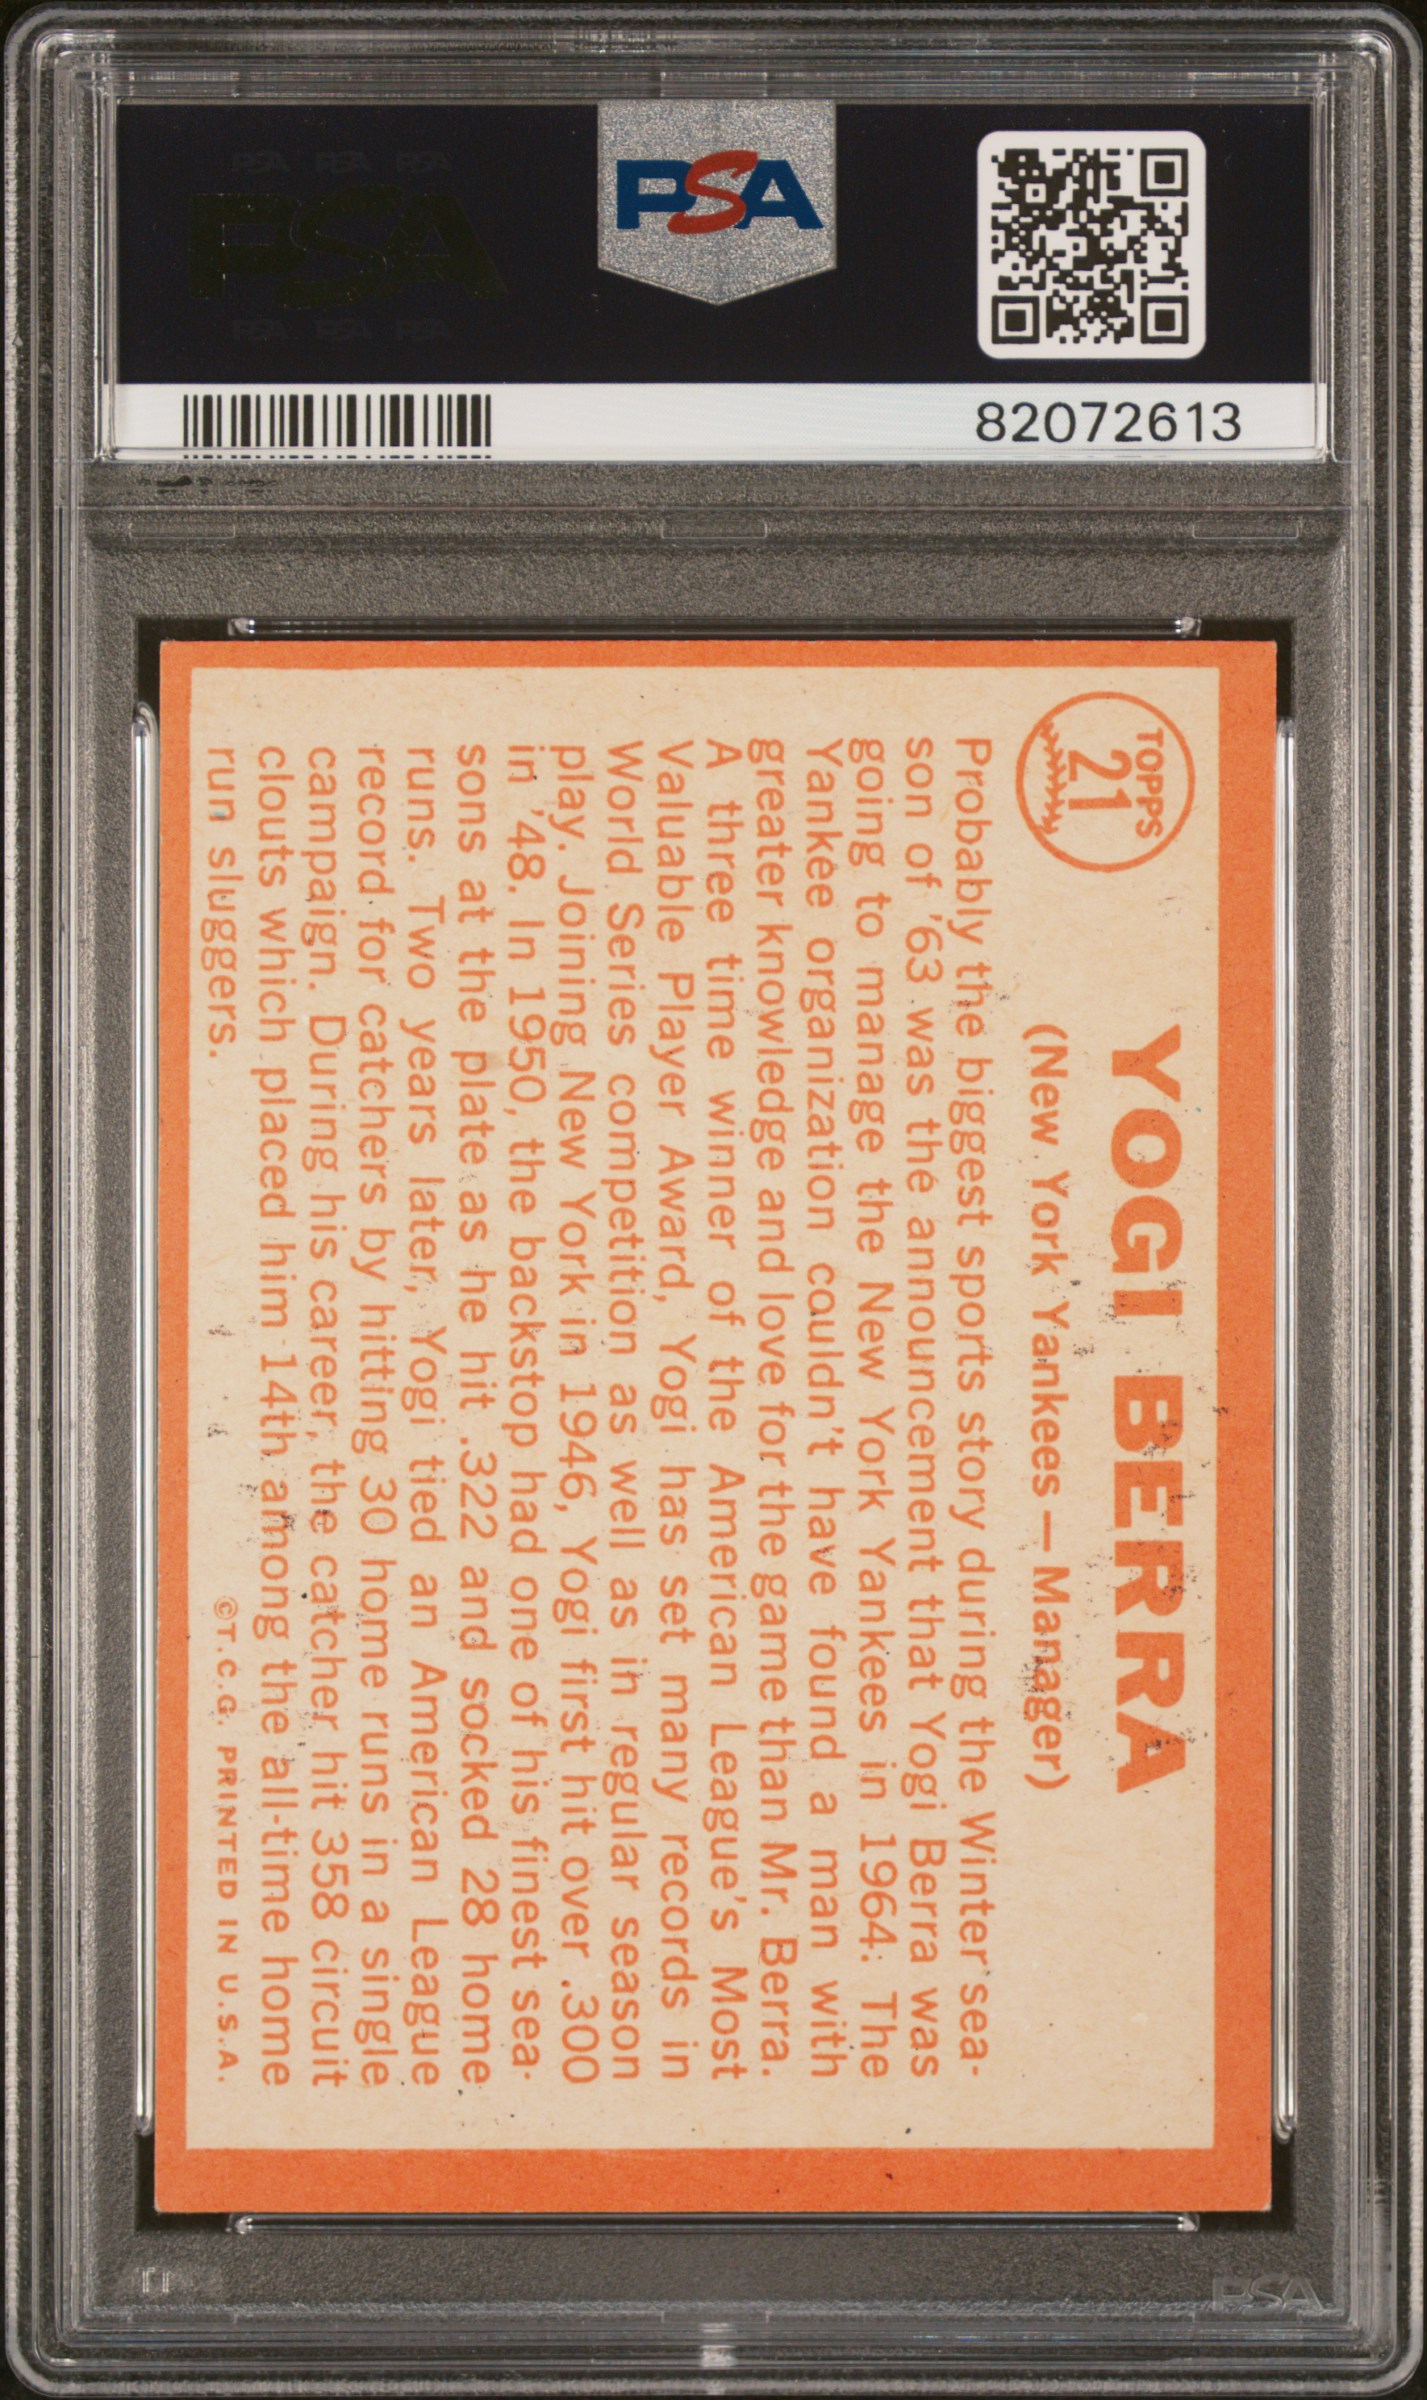 PSA PSA PSA
PSA
PSA PSA PSA
PSA
82072613
TOPPS
21
YOGI BERRA
(New York Yankees — Manager)
Probably the biggest sports story during the Winter sea-
son of '63 was the announcement that Yogi Berra was
going to manage the New York Yankees in 1964. The
Yankee organization couldn't have found a man with
greater knowledge and love for the game than Mr. Berra.
A three time winner of the American League's Most
Valuable Player Award, Yogi has set many records in
World Series competition as well as in regular season
play. Joining New York in 1946, Yogi first hit over .300
in '48. In 1950, the backstop had one of his finest sea-
sons at the plate as he hit .322 and socked 28 home
runs. Two years later, Yogi tied an American League
record for catchers by hitting 30 home runs in a single
campaign. During his career, the catcher hit 358 circuit
clouts which placed him 14th among the all-time home
run sluggers.
©T.C.G. PRINTED IN U.S.A.
PSA